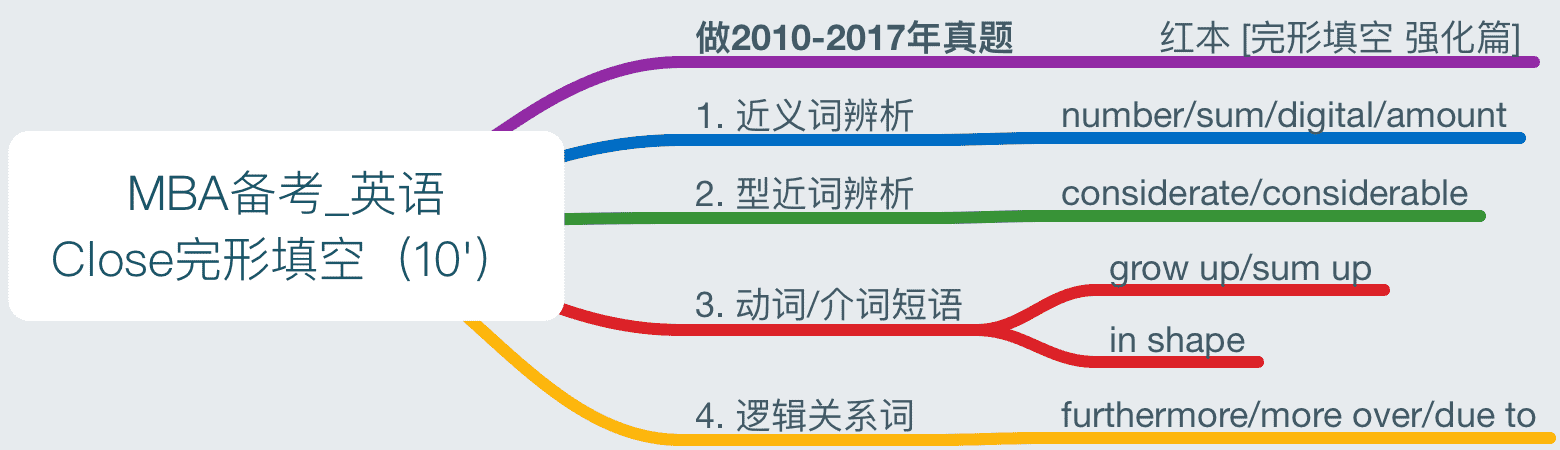 MBA备考_英语
Close完形填空（10'）
做2010-2017年真题 红本 [完形填空 强化篇]
1. 近义词辨析 number/sum/digital/amount
2. 型近词辨析 considerate/considerable
3. 动词/介词短语
grow up/sum up
in shape
4. 逻辑关系词 furthermore/more over/due to